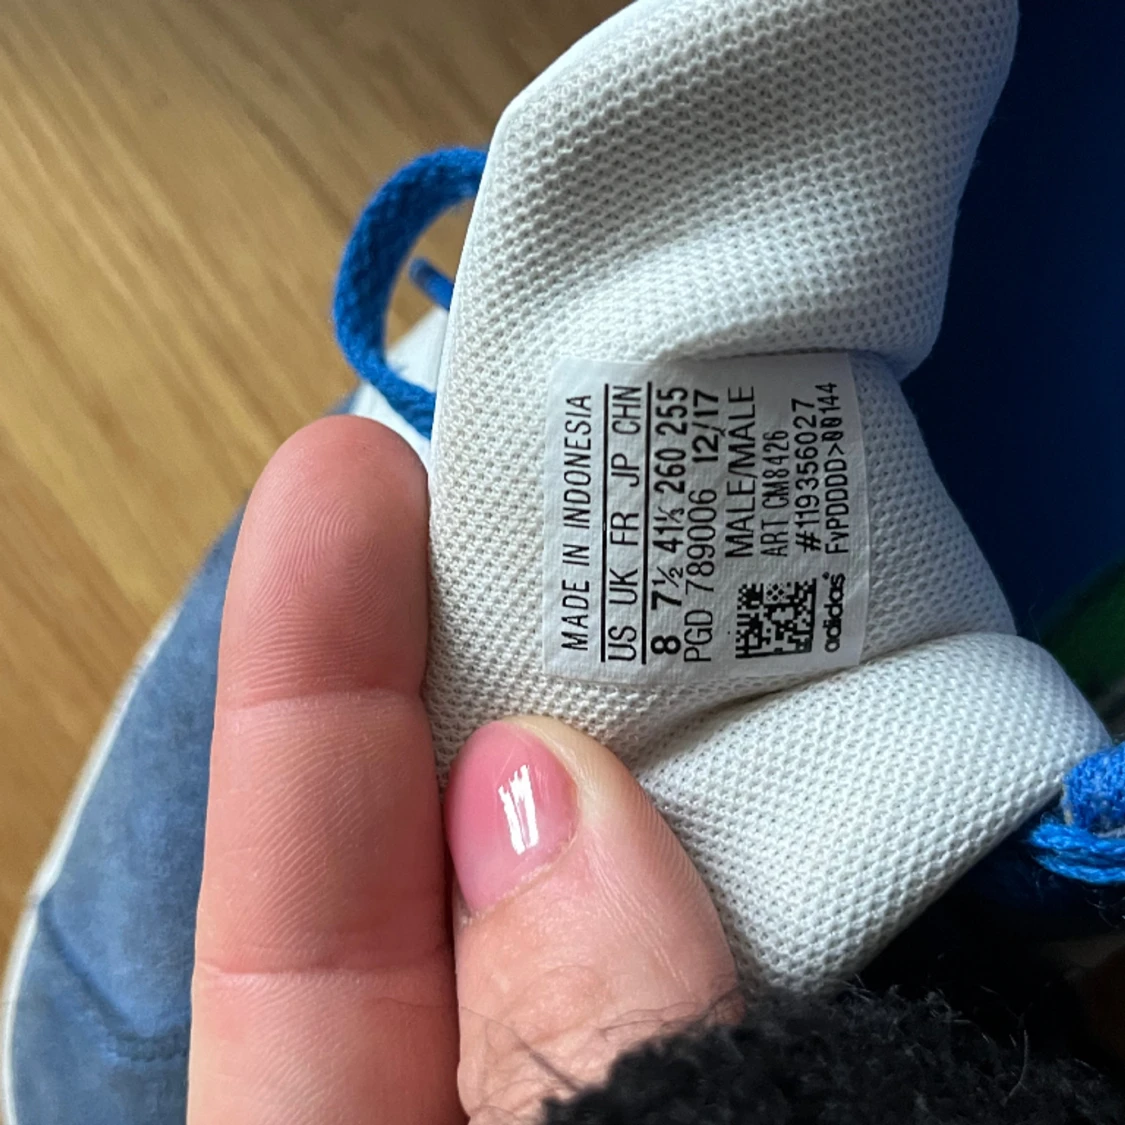 MADE IN INDONESIA
US UK FR JP CHN
8 7½ 41⅓ 260 255
PGD 789006 12/17
MALE/MALE
ART CM8426
#119356027
adidas® FvPDDDD>00144